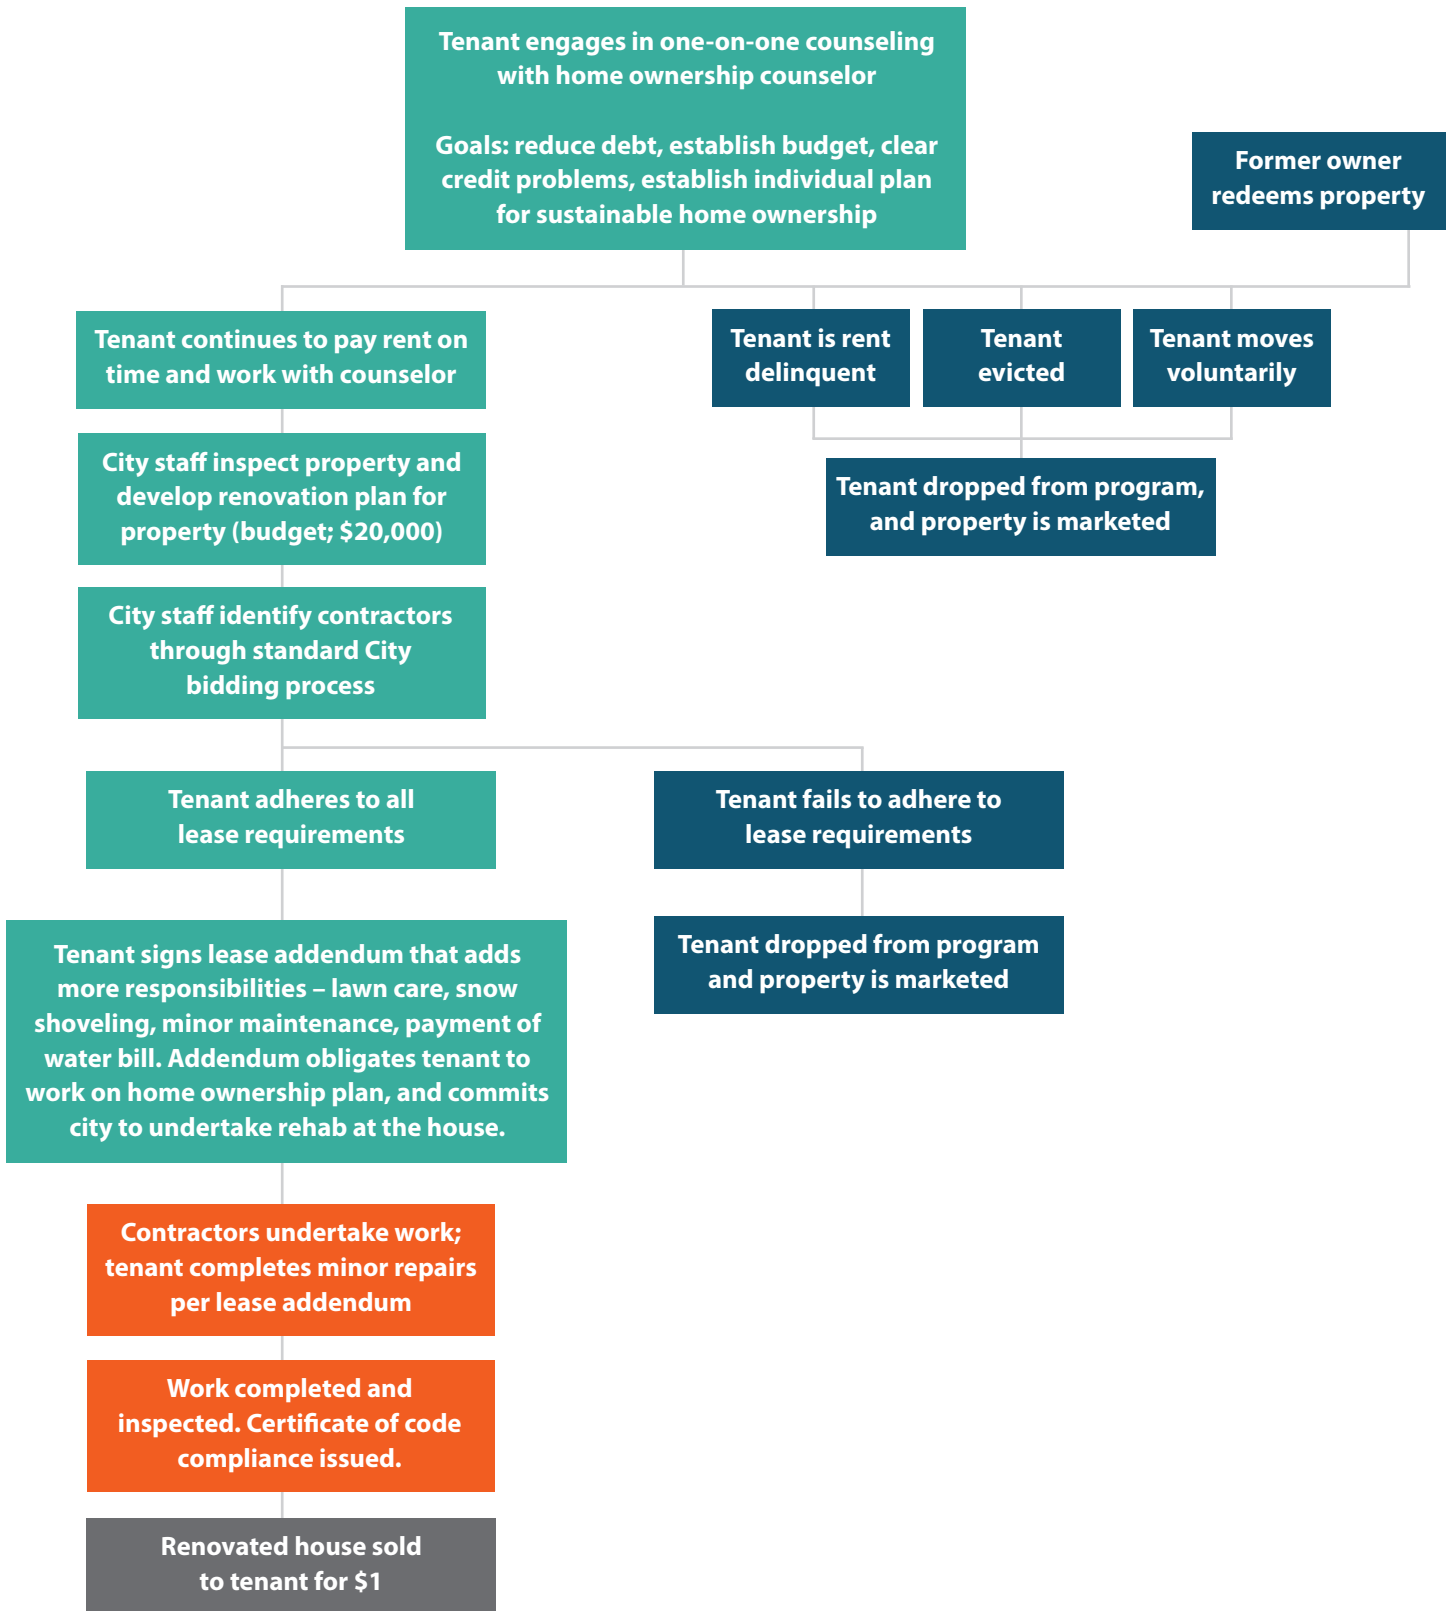 Tenant engages in one-on-one counseling
with home ownership counselor
Goals: reduce debt, establish budget, clear
credit problems, establish individual plan
for sustainable home ownership
Former owner
redeems property
Tenant continues to pay rent on
time and work with counselor
Tenant is rent
delinquent
Tenant
evicted
Tenant moves
voluntarily
City staff inspect property and
develop renovation plan for
property (budget; $20,000)
Tenant dropped from program,
and property is marketed
City staff identify contractors
through standard City
bidding process
Tenant adheres to all
lease requirements
Tenant fails to adhere to
lease requirements
Tenant signs lease addendum that adds
more responsibilities – lawn care, snow
shoveling, minor maintenance, payment of
water bill. Addendum obligates tenant to
work on home ownership plan, and commits
city to undertake rehab at the house.
Tenant dropped from program
and property is marketed
Contractors undertake work;
tenant completes minor repairs
per lease addendum
Work completed and
inspected. Certificate of code
compliance issued.
Renovated house sold
to tenant for $1